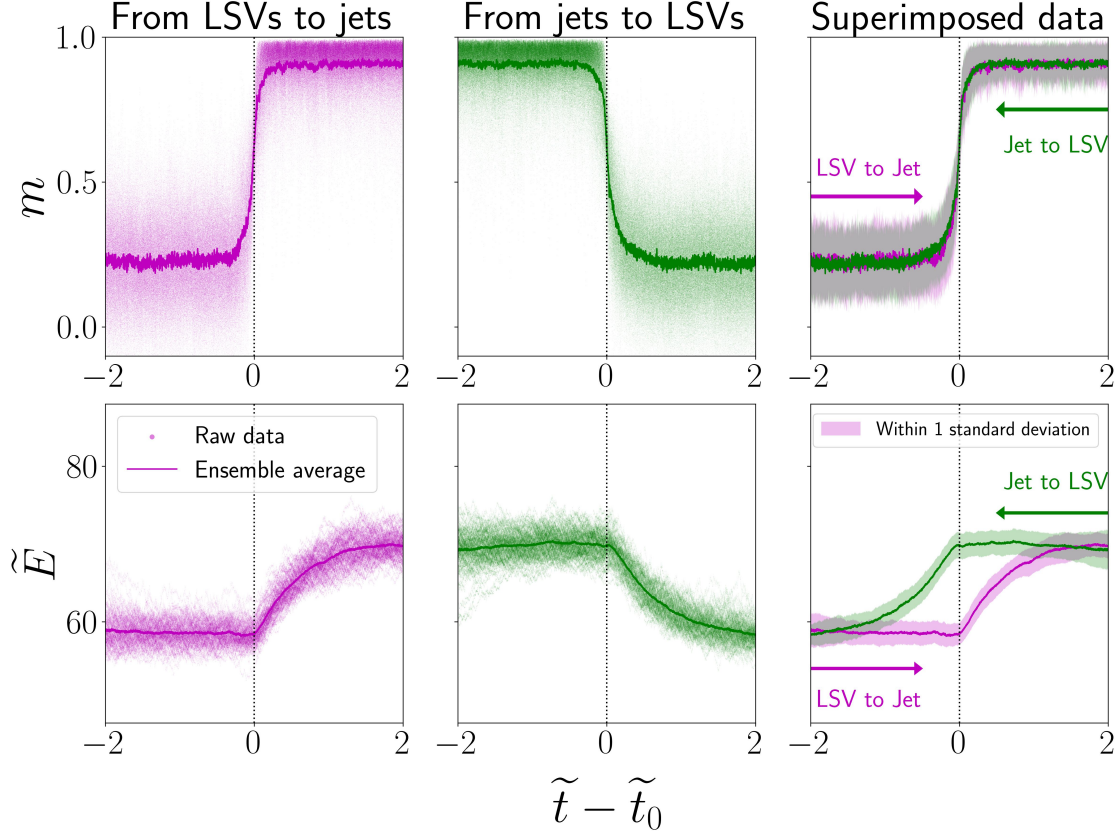 From LSVs to jets
From jets to LSVs
Superimposed data
1.0
0.5
0.0
m
LSV to Jet
Jet to LSV
−2 0 2
−2 0 2
−2 0 2
Raw data
Ensemble average
Within 1 standard deviation
80
60
Ẽ
Jet to LSV
LSV to Jet
−2 0 2
−2 0 2
−2 0 2
t̃ − t̃₀